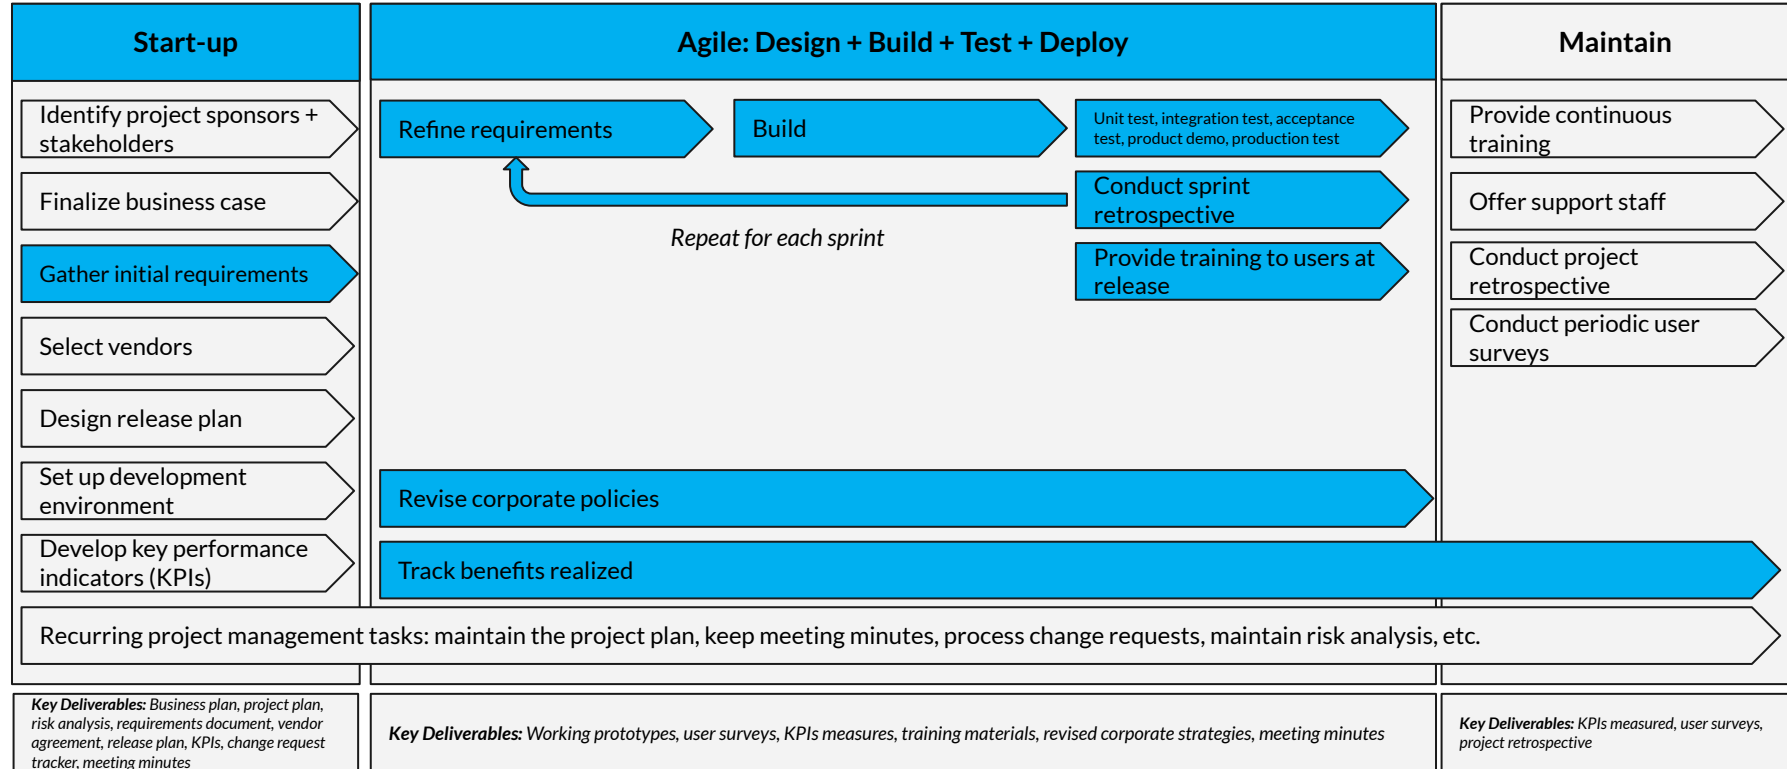 Start-up
Identify project sponsors +
stakeholders
Finalize business case
Gather initial requirements
Select vendors
Design release plan
Set up development
environment
Develop key performance
indicators (KPIs)
Agile: Design + Build + Test + Deploy
Refine requirements
Build
Unit test, integration test, acceptance
test, product demo, production test
Conduct sprint
retrospective
Repeat for each sprint
Provide training to users at
release
Revise corporate policies
Track benefits realized
Maintain
Provide continuous
training
Offer support staff
Conduct project
retrospective
Conduct periodic user
surveys
Recurring project management tasks: maintain the project plan, keep meeting minutes, process change requests, maintain risk analysis, etc.
Key Deliverables: Business plan, project plan,
risk analysis, requirements document, vendor
agreement, release plan, KPIs, change request
tracker, meeting minutes
Key Deliverables: Working prototypes, user surveys, KPIs measures, training materials, revised corporate strategies, meeting minutes
Key Deliverables: KPIs measured, user surveys,
project retrospective